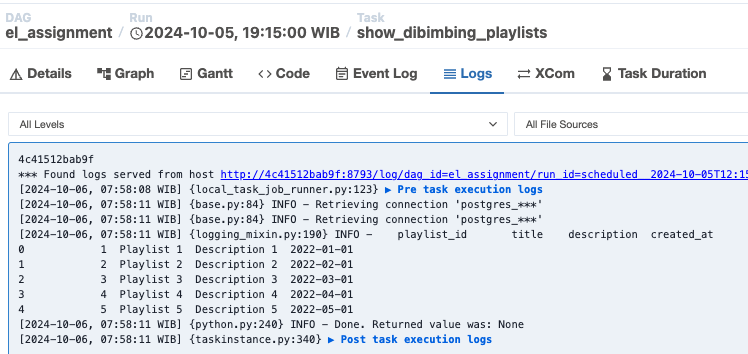 DAG Run Task
el_assignment / 2024-10-05, 19:15:00 WIB / show_dibimbing_playlists
Details Graph Gantt <> Code Event Log Logs XCom Task Duration
All Levels All File Sources
4c41512bab9f
*** Found logs served from host http://4c41512bab9f:8793/log/dag_id=el_assignment/run_id=scheduled__2024-10-05T12:15
[2024-10-06, 07:58:08 WIB] {local_task_job_runner.py:123} ▶ Pre task execution logs
[2024-10-06, 07:58:11 WIB] {base.py:84} INFO - Retrieving connection 'postgres_***'
[2024-10-06, 07:58:11 WIB] {base.py:84} INFO - Retrieving connection 'postgres_***'
[2024-10-06, 07:58:11 WIB] {logging_mixin.py:190} INFO -    playlist_id       title    description  created_at
0            1  Playlist 1  Description 1  2022-01-01
1            2  Playlist 2  Description 2  2022-02-01
2            3  Playlist 3  Description 3  2022-03-01
3            4  Playlist 4  Description 4  2022-04-01
4            5  Playlist 5  Description 5  2022-05-01
[2024-10-06, 07:58:11 WIB] {python.py:240} INFO - Done. Returned value was: None
[2024-10-06, 07:58:11 WIB] {taskinstance.py:340} ▶ Post task execution logs